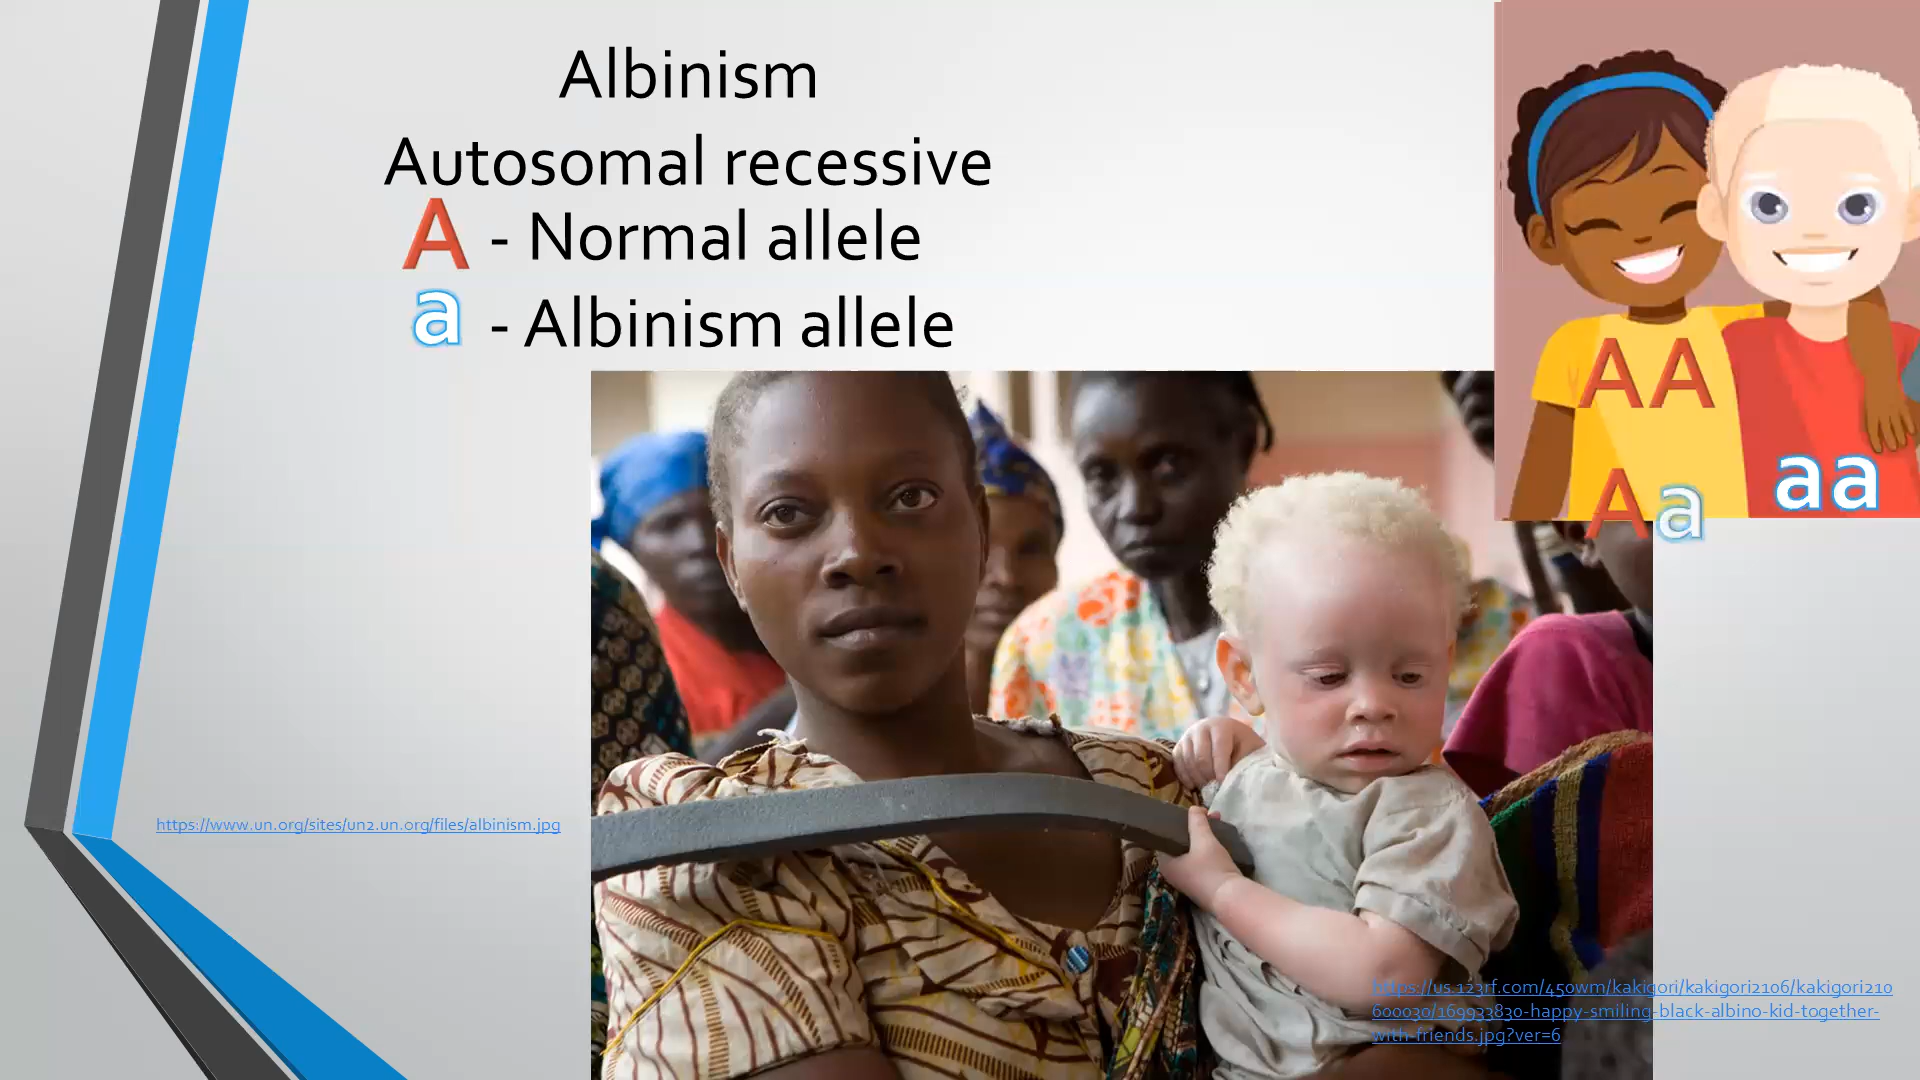 Albinism
Autosomal recessive
A - Normal allele
a - Albinism allele
AA
Aa
aa
https://www.un.org/sites/un2.un.org/files/albinism.jpg
https://us.123rf.com/450wm/kakigori/kakigori2106/kakigori210
600030/169933830-happy-smiling-black-albino-kid-together-
with-friends.jpg?ver=6